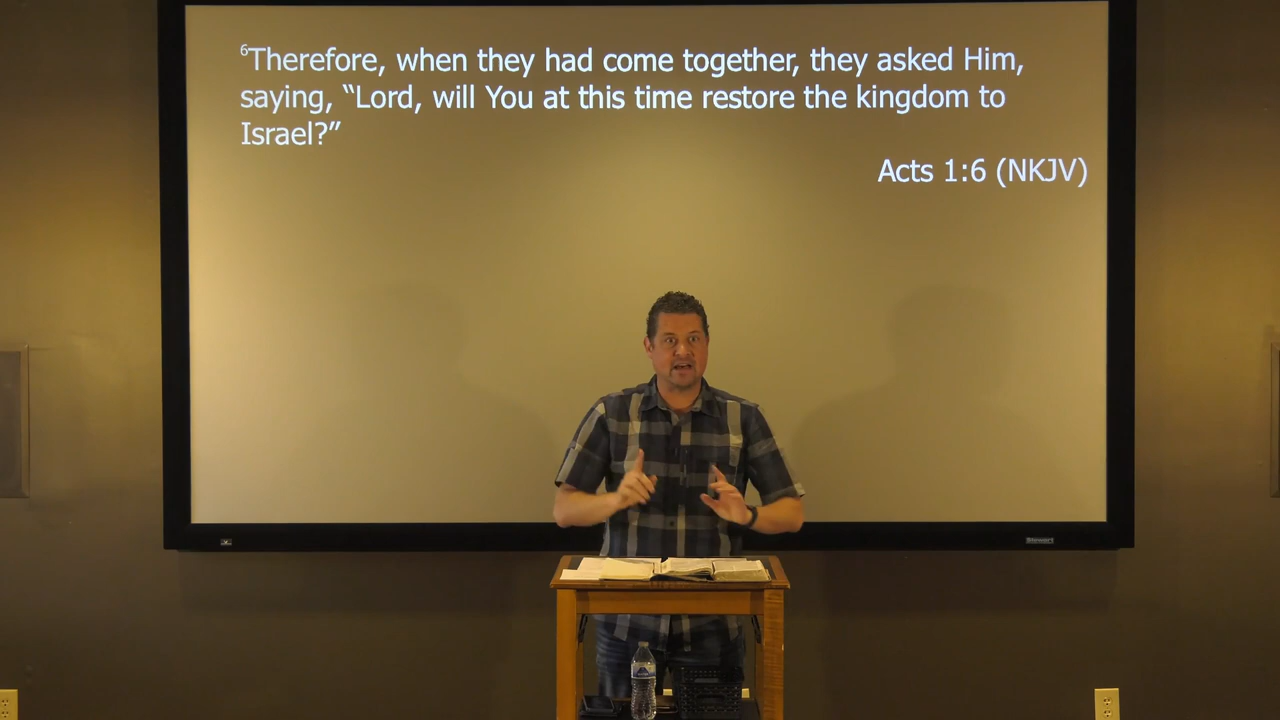 ⁶Therefore, when they had come together, they asked Him,
saying, “Lord, will You at this time restore the kingdom to
Israel?”
Acts 1:6 (NKJV)
Stewart